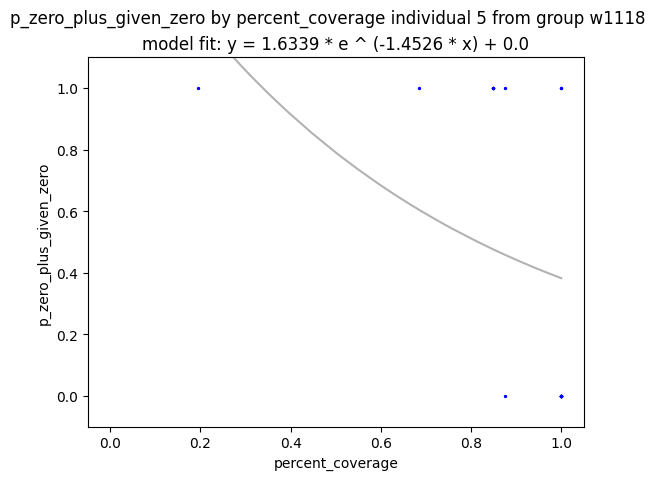 p_zero_plus_given_zero by percent_coverage individual 5 from group w1118
model fit: y = 1.6339 * e ^ (-1.4526 * x) + 0.0
1.0
0.8
0.6
0.4
0.2
0.0
p_zero_plus_given_zero
0.0 0.2 0.4 0.6 0.8 1.0
percent_coverage